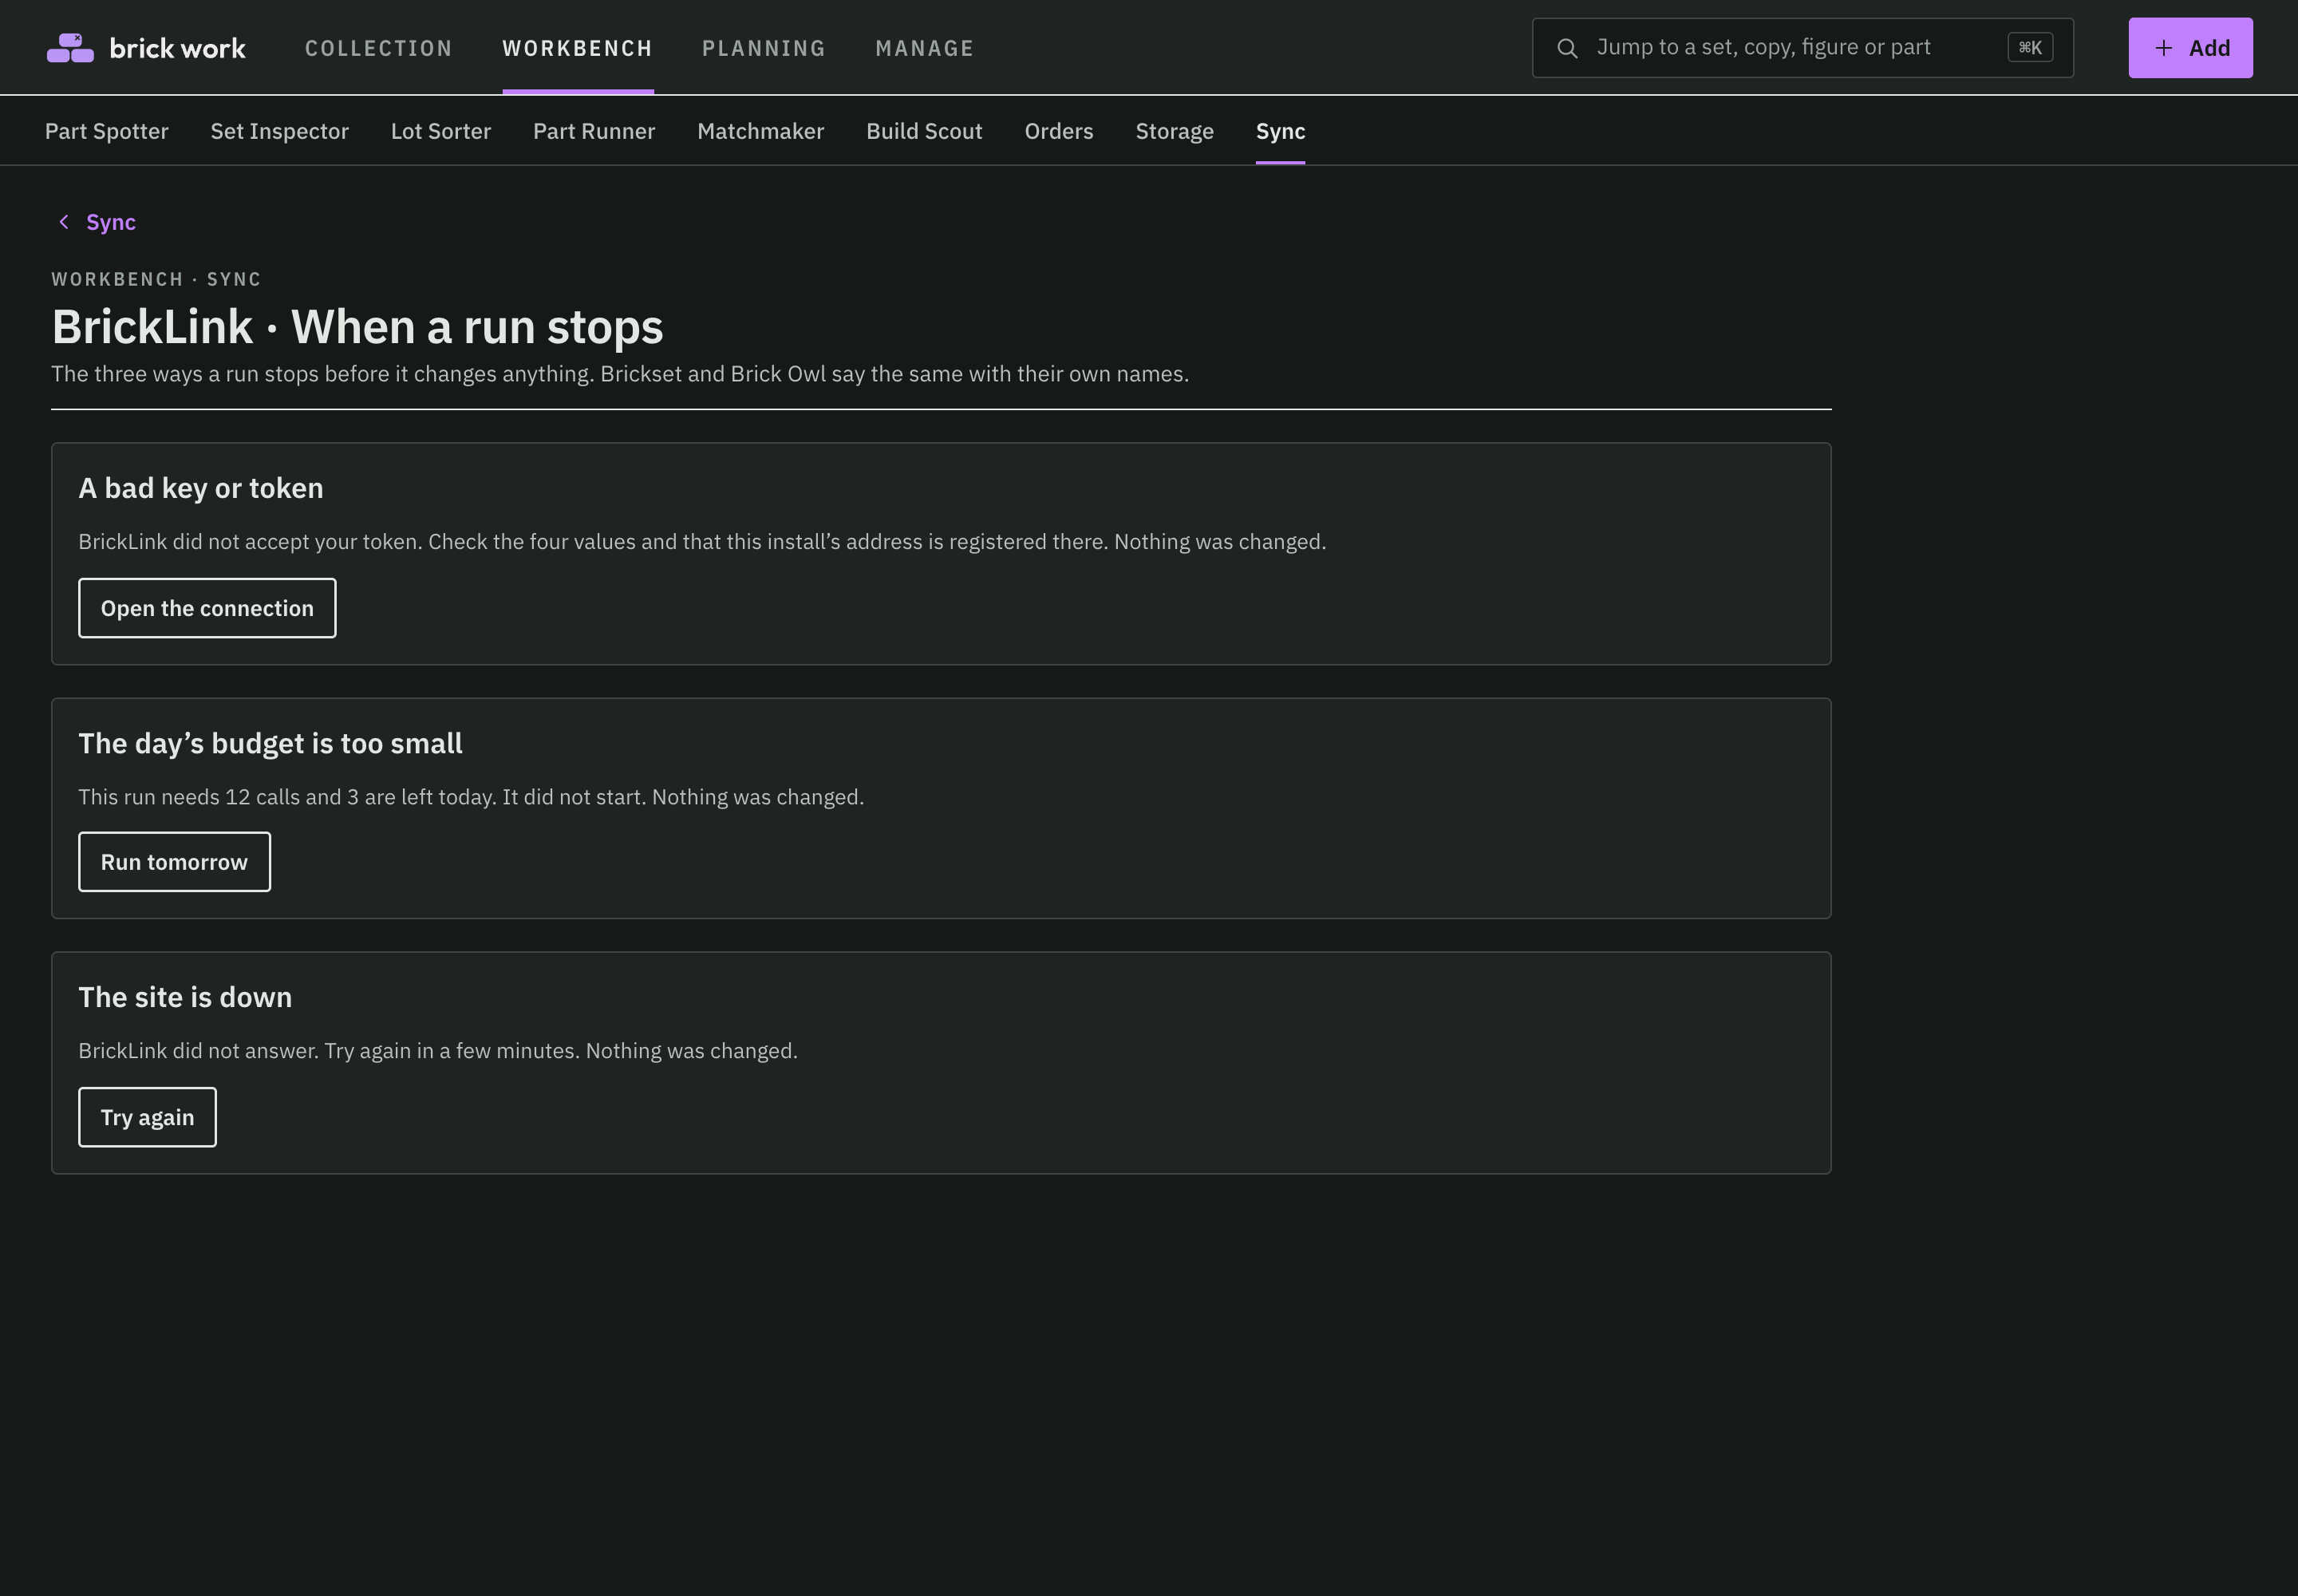 brick work
COLLECTION
WORKBENCH
PLANNING
MANAGE
Jump to a set, copy, figure or part
⌘K
+ Add
Part Spotter
Set Inspector
Lot Sorter
Part Runner
Matchmaker
Build Scout
Orders
Storage
Sync
Sync
WORKBENCH · SYNC
BrickLink · When a run stops
The three ways a run stops before it changes anything. Brickset and Brick Owl say the same with their own names.
A bad key or token
BrickLink did not accept your token. Check the four values and that this install’s address is registered there. Nothing was changed.
Open the connection
The day’s budget is too small
This run needs 12 calls and 3 are left today. It did not start. Nothing was changed.
Run tomorrow
The site is down
BrickLink did not answer. Try again in a few minutes. Nothing was changed.
Try again